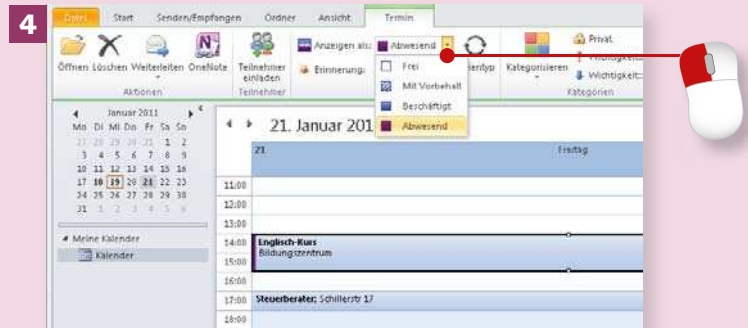 4
Datei Start Senden/Empfangen Ordner Ansicht Termin
Öffnen Löschen Weiterleiten OneNote
Aktionen
Teilnehmer einladen
Teilnehmer
Anzeigen als: Abwesend
Erinnerung:
Frei
Mit Vorbehalt
Beschäftigt
Abwesend
Kategorisieren
Privat
Kategorien
Januar 2011
Mo Di Mi Do Fr Sa So
27 28 29 30 31 1 2
3 4 5 6 7 8 9
10 11 12 13 14 15 16
17 18 19 20 21 22 23
24 25 26 27 28 29 30
31 1 2 3 4 5 6
Meine Kalender
Kalender
21. Januar 201
21 Freitag
11:00
12:00
13:00
14:00 Englisch-Kurs
Bildungszentrum
15:00
16:00
17:00 Steuerberater; Schillerstr 17
18:00